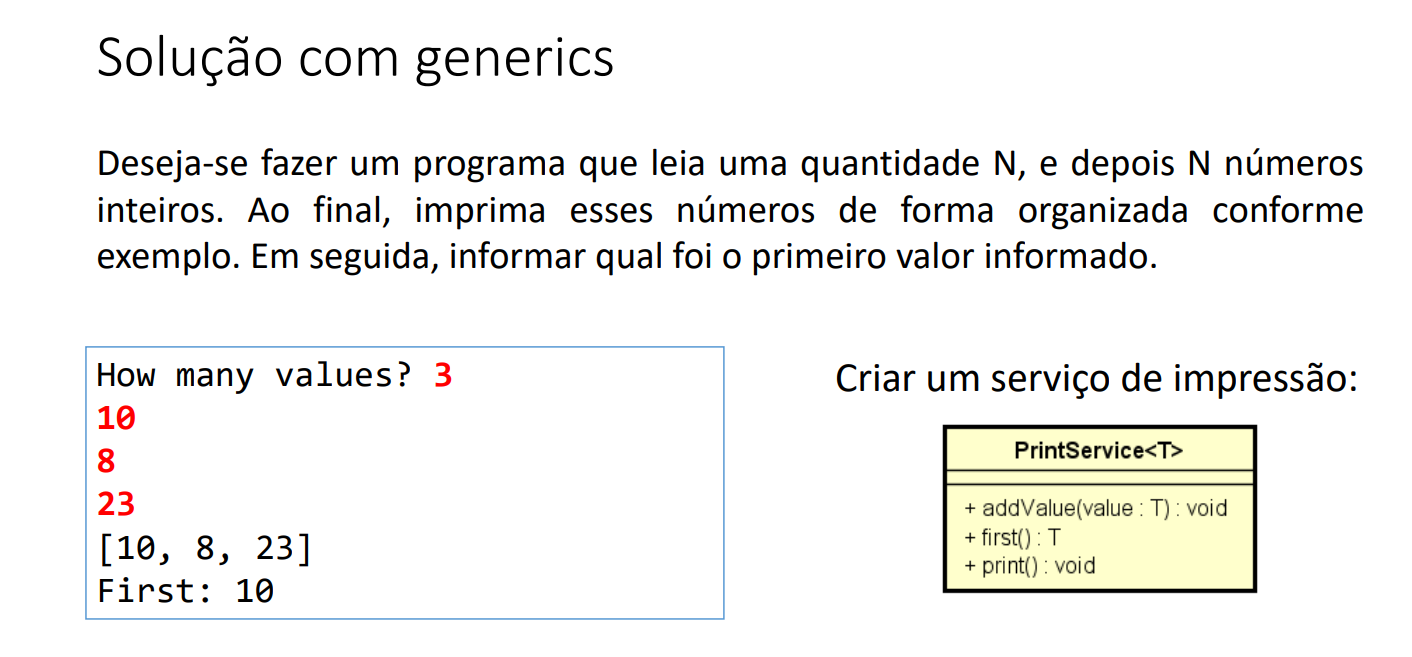 Solução com generics
Deseja-se fazer um programa que leia uma quantidade N, e depois N números
inteiros. Ao final, imprima esses números de forma organizada conforme
exemplo. Em seguida, informar qual foi o primeiro valor informado.
How many values? 3
10
8
23
[10, 8, 23]
First: 10
Criar um serviço de impressão:
PrintService<T>
+ addValue(value : T) : void
+ first() : T
+ print() : void